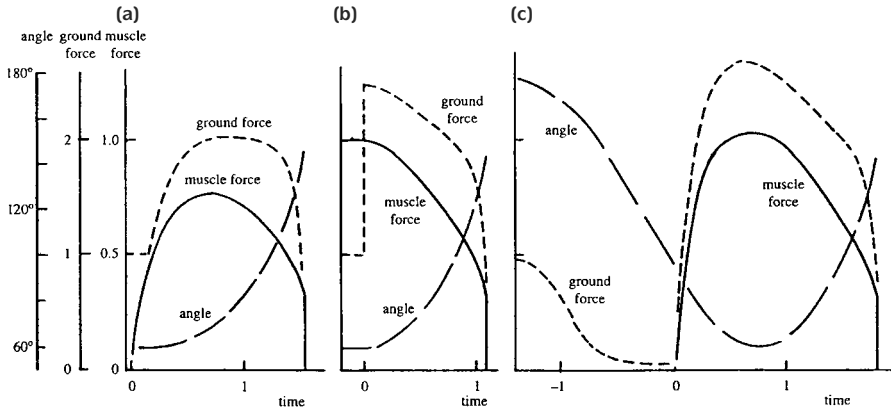 (a)
(b)
(c)
angle ground muscle
force force
180°
120°
60°
2
1
0
1.0
0.5
0
ground force
muscle force
angle
0
1
time
ground
force
muscle
force
angle
0
1
time
angle
ground
force
muscle
force
-1
0
1
time